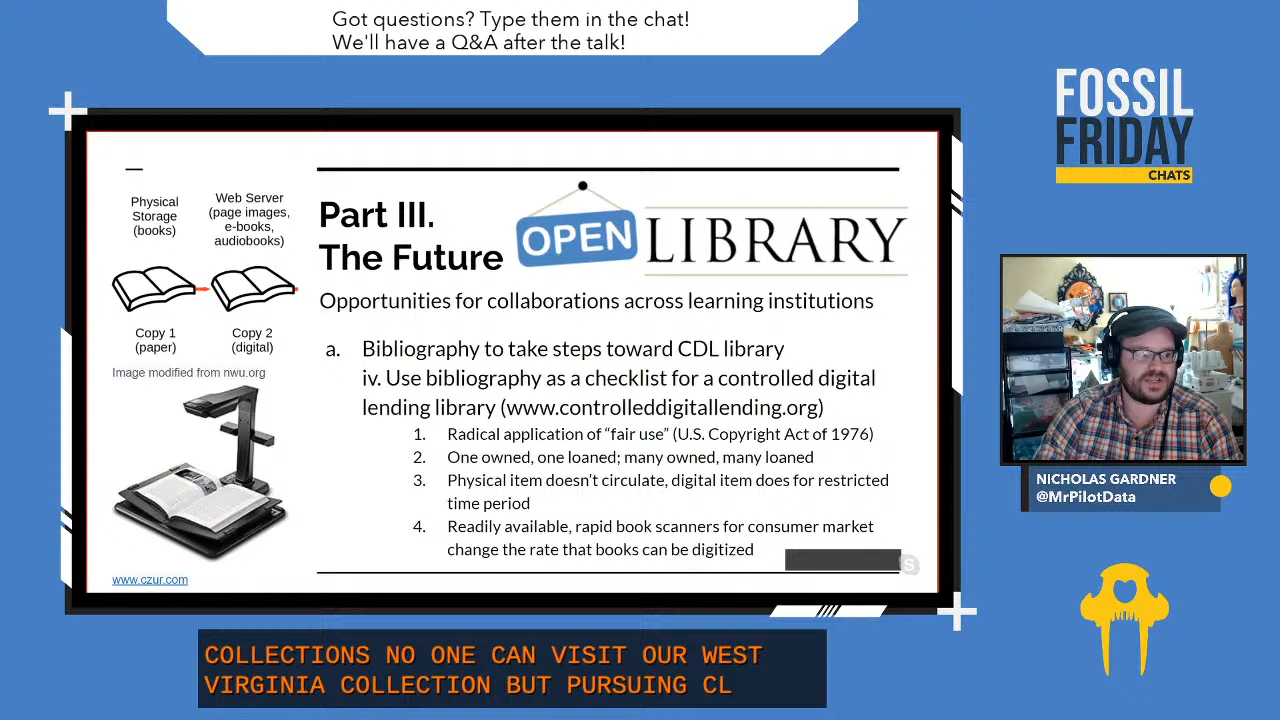 Got questions? Type them in the chat!
We'll have a Q&A after the talk!
FOSSIL
FRIDAY
CHATS
Physical
Storage
(books)
Web Server
(page images,
e-books,
audiobooks)
Copy 1
(paper)
Copy 2
(digital)
Image modified from nwu.org
www.czur.com
Part III.
The Future
OPEN
LIBRARY
Opportunities for collaborations across learning institutions
a. Bibliography to take steps toward CDL library
iv. Use bibliography as a checklist for a controlled digital
lending library (www.controlleddigitallending.org)
1. Radical application of “fair use” (U.S. Copyright Act of 1976)
2. One owned, one loaned; many owned, many loaned
3. Physical item doesn’t circulate, digital item does for restricted
time period
4. Readily available, rapid book scanners for consumer market
change the rate that books can be digitized
S
NICHOLAS GARDNER
@MrPilotData
COLLECTIONS NO ONE CAN VISIT OUR WEST
VIRGINIA COLLECTION BUT PURSUING CL